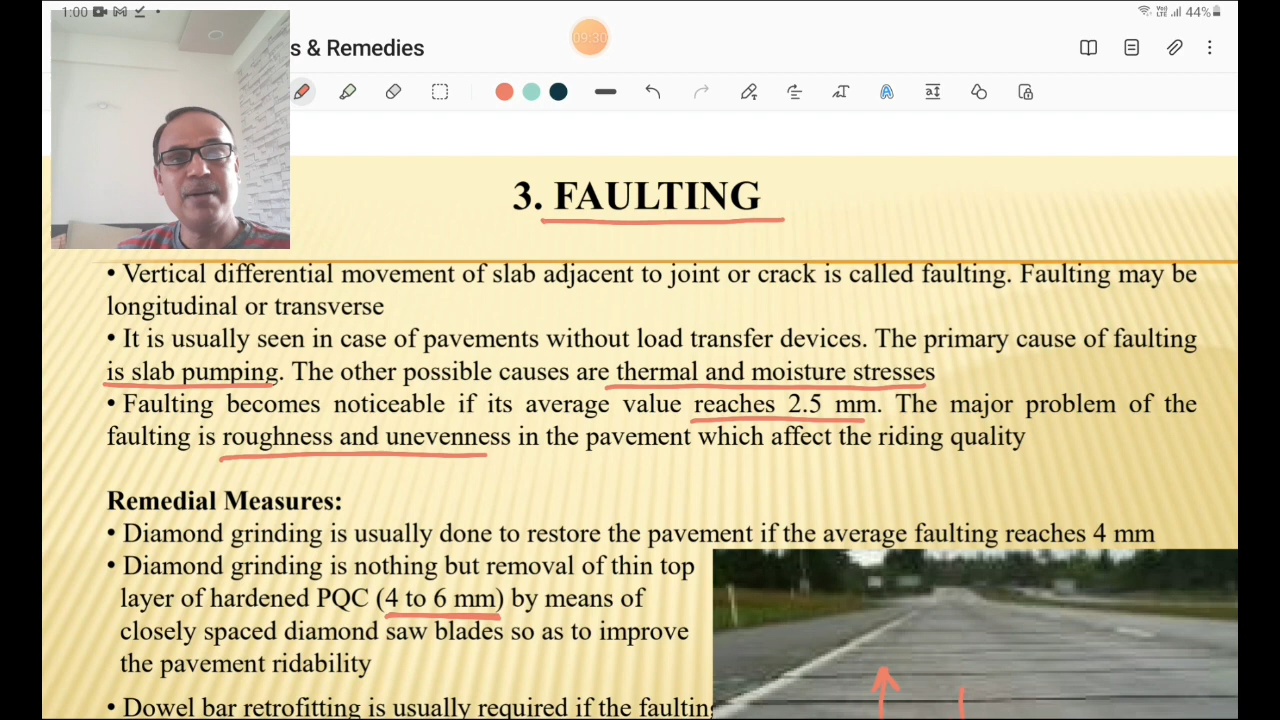 1:00
VoI) LTE 44%
09:30
s & Remedies
3. FAULTING
• Vertical differential movement of slab adjacent to joint or crack is called faulting. Faulting may be
longitudinal or transverse
• It is usually seen in case of pavements without load transfer devices. The primary cause of faulting
is slab pumping. The other possible causes are thermal and moisture stresses
• Faulting becomes noticeable if its average value reaches 2.5 mm. The major problem of the
faulting is roughness and unevenness in the pavement which affect the riding quality
Remedial Measures:
• Diamond grinding is usually done to restore the pavement if the average faulting reaches 4 mm
• Diamond grinding is nothing but removal of thin top
layer of hardened PQC (4 to 6 mm) by means of
closely spaced diamond saw blades so as to improve
the pavement ridability
• Dowel bar retrofitting is usually required if the faulting